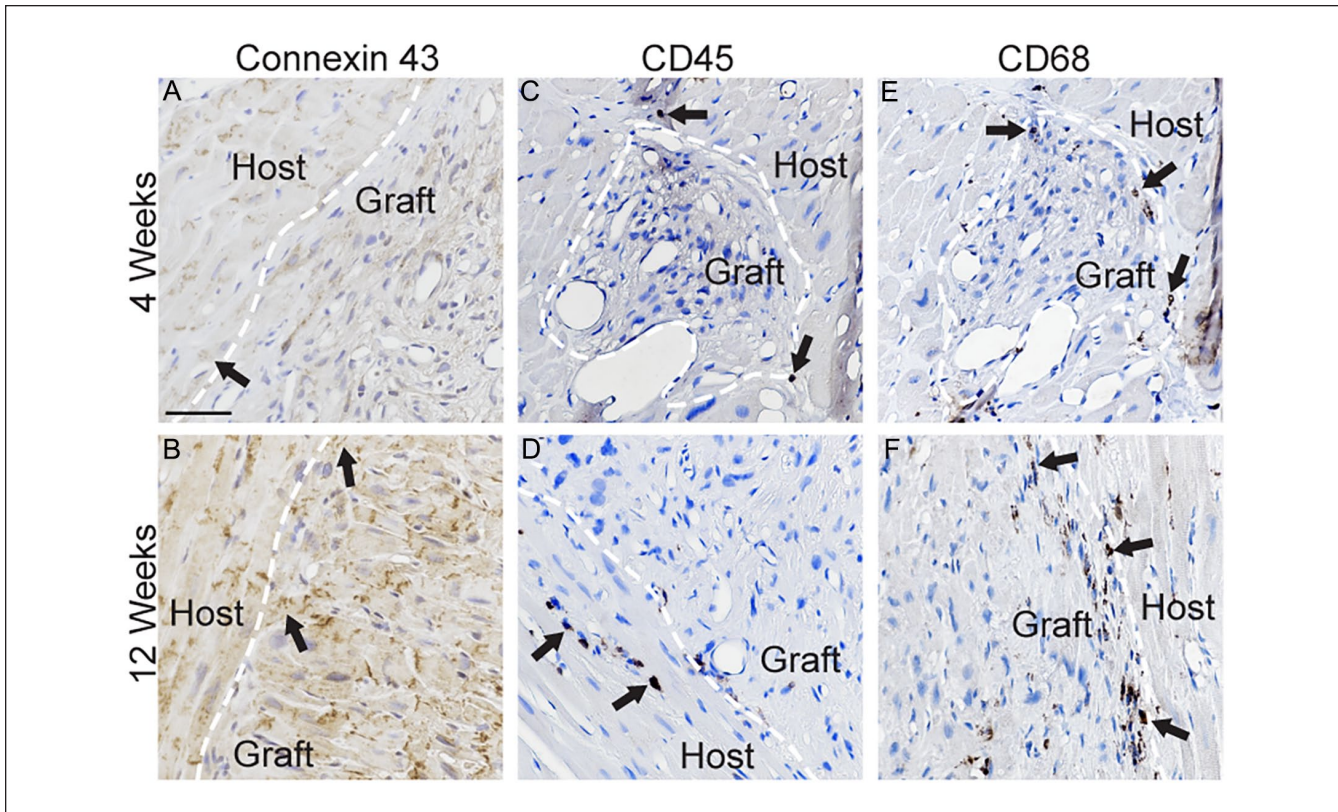 Connexin 43 CD45 CD68
4 Weeks
A
Host
Graft
C
Host
Graft
E
Host
Graft
12 Weeks
B
Host
Graft
D
Graft
Host
F
Graft
Host